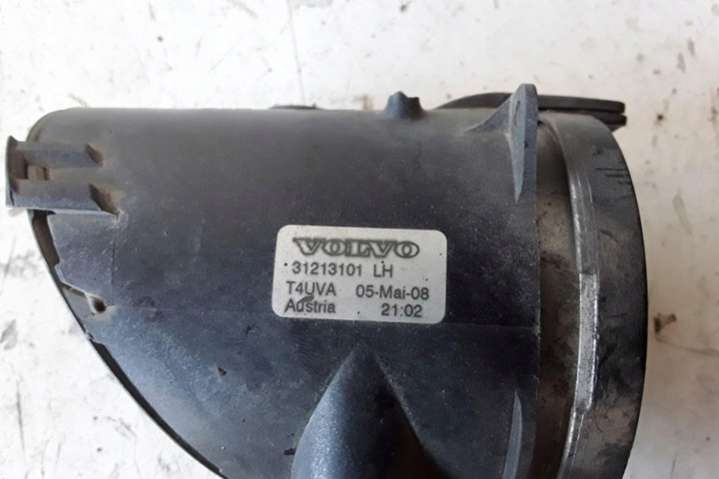 VOLVO
31213101 LH
T4UVA 05-Mai-08
Austria 21:02